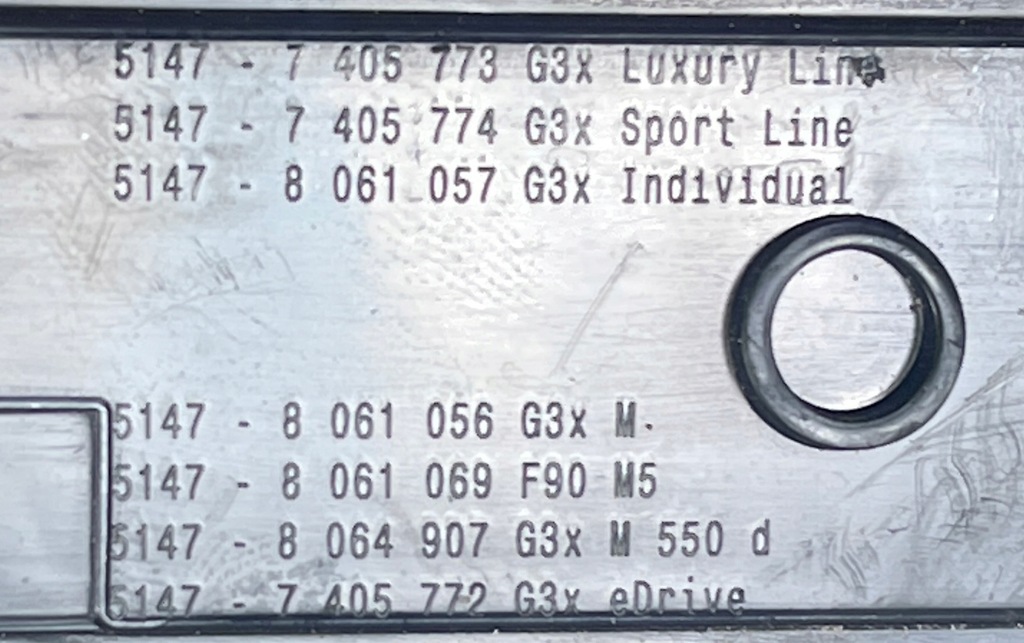 5147 - 7 405 773 G3x Luxury Line
5147 - 7 405 774 G3x Sport Line
5147 - 8 061 057 G3x Individual
5147 - 8 061 056 G3x M
5147 - 8 061 069 F90 M5
5147 - 8 064 907 G3x M 550 d
5147 - 7 405 772 G3x eDrive